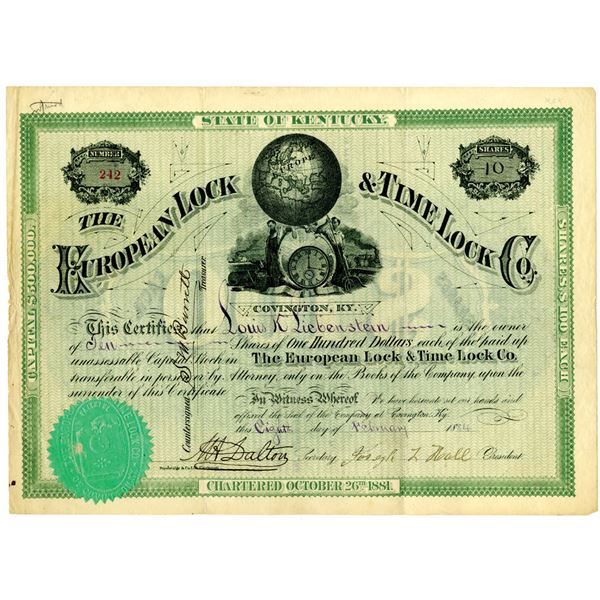 STATE OF KENTUCKY.
NUMBER
242
SHARES
10
EUROPE
THE
EUROPEAN LOCK & TIME LOCK CO.
COVINGTON, KY.
CAPITAL $500,000.
SHARES $100 EACH
This Certifies that Louis K Liebenstein is the owner
of Ten Shares of One Hundred Dollars each of the paid up
unassessable Capital Stock in The European Lock & Time Lock Co.
transferable in person or by Attorney, only on the Books of the Company, upon the
surrender of this Certificate
In Witness Whereof We have hereunto set our hands and
affixed the seal of the Company at Covington, Ky.
this Eighth day of February 1884
Countersigned
Treasurer
Dalton Secretary Joseph L Hall President.
CHARTERED OCTOBER 26TH 1881.